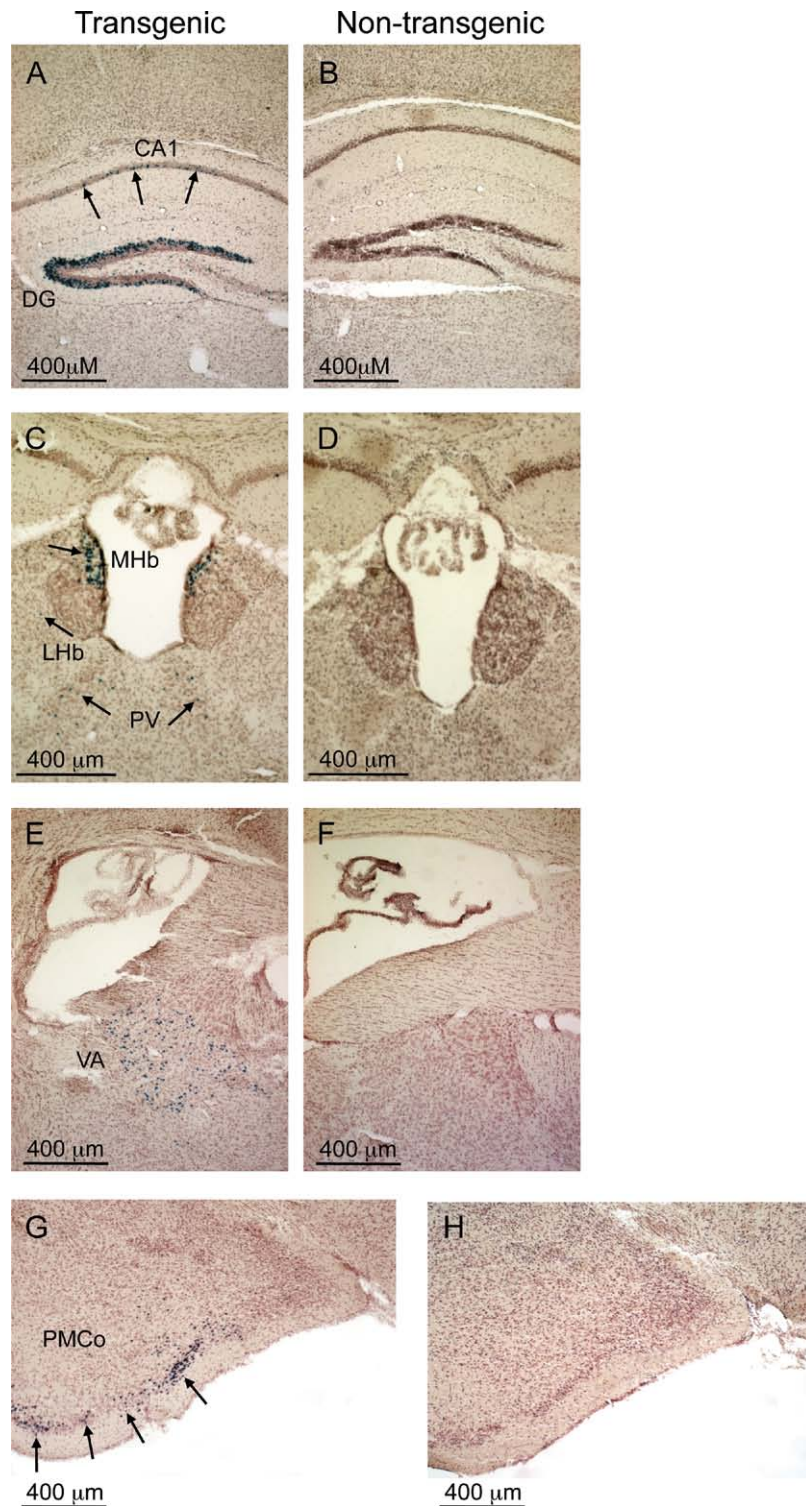 Transgenic Non-transgenic
A
B
CA1
DG
400µM
400µM
C
D
MHb
LHb
PV
400 µm
400 µm
E
F
VA
400 µm
400 µm
G
H
PMCo
400 µm
400 µm